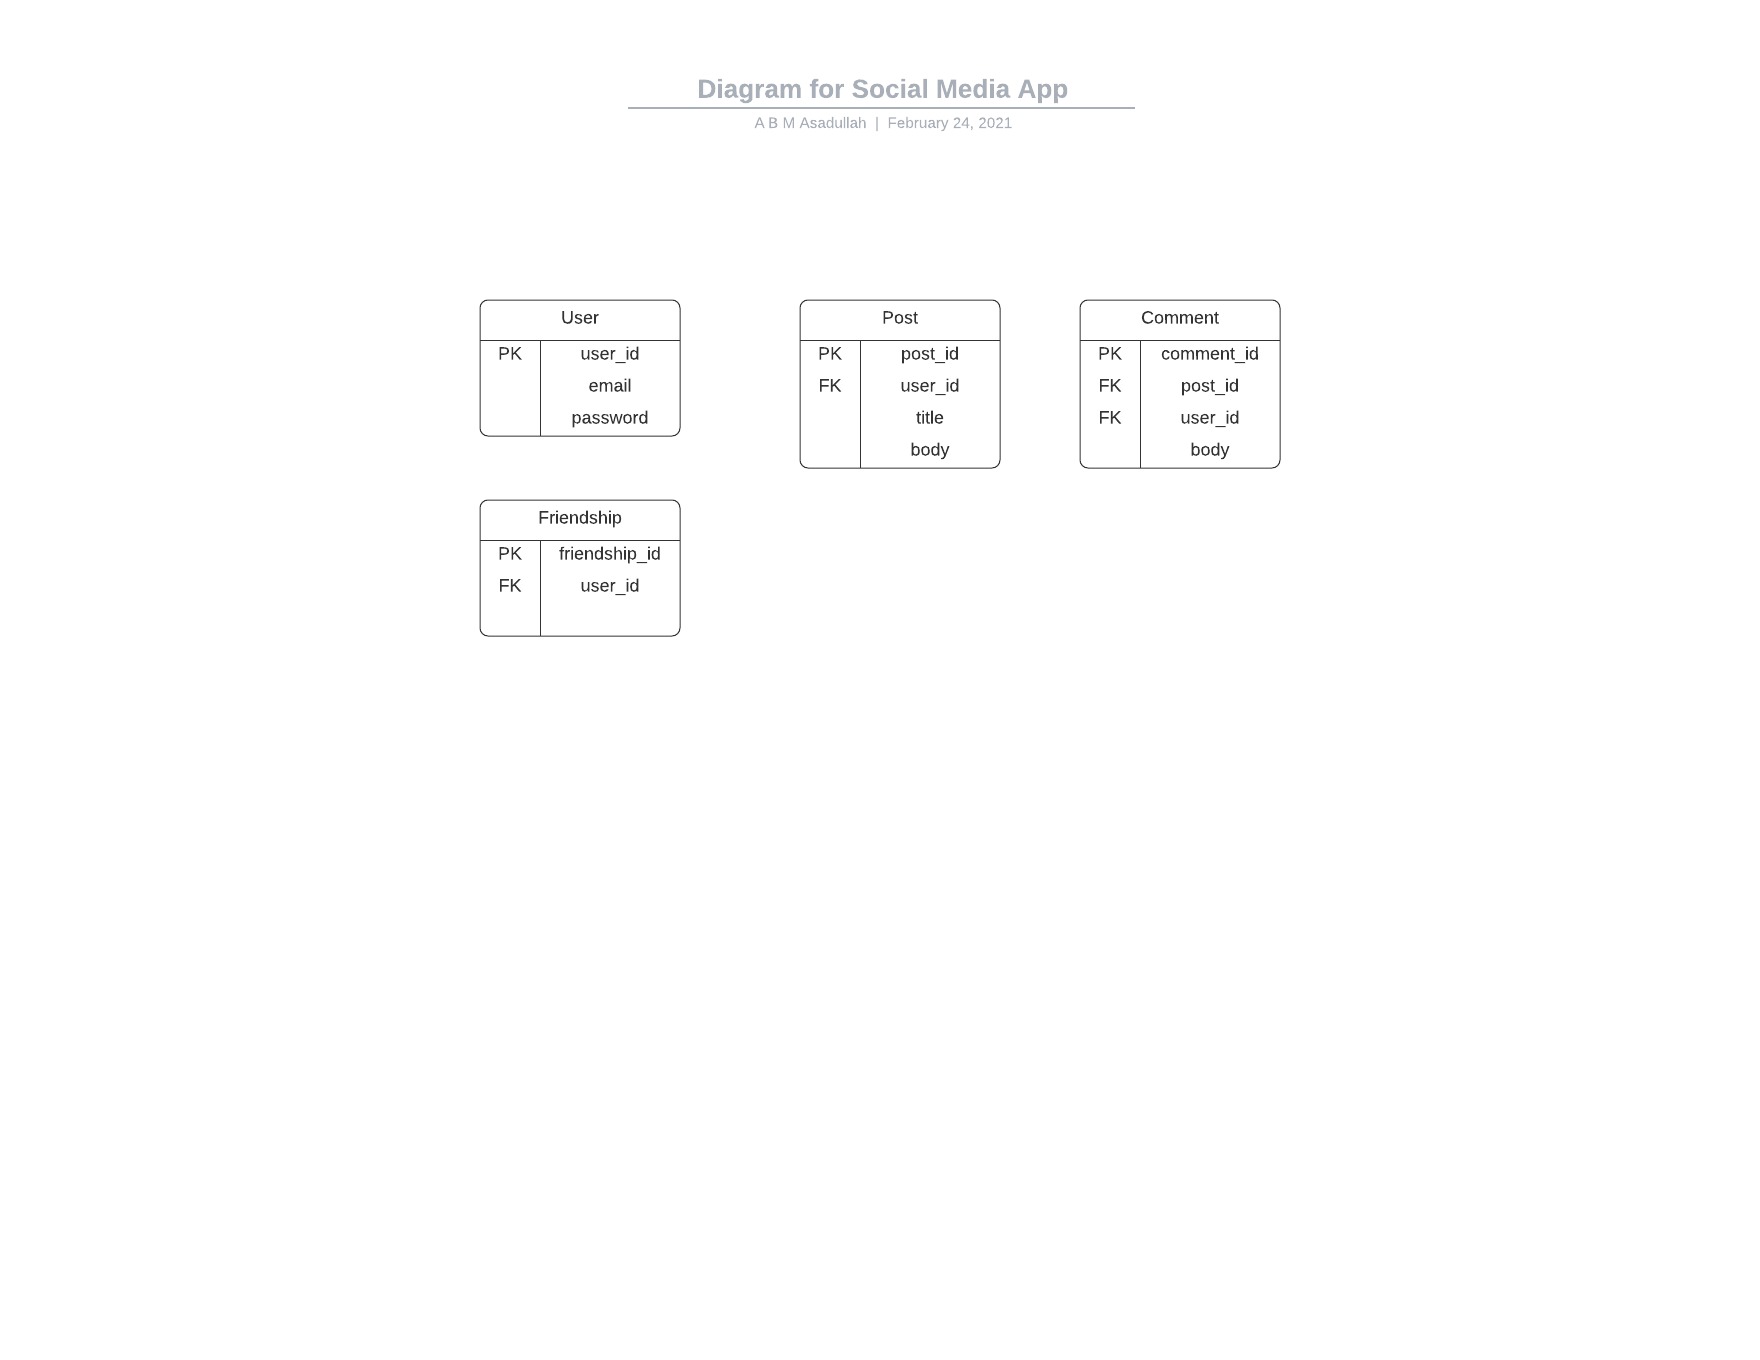 Diagram for Social Media App
A B M Asadullah | February 24, 2021
User
PK user_id
email
password
Post
PK post_id
FK user_id
title
body
Comment
PK comment_id
FK post_id
FK user_id
body
Friendship
PK friendship_id
FK user_id